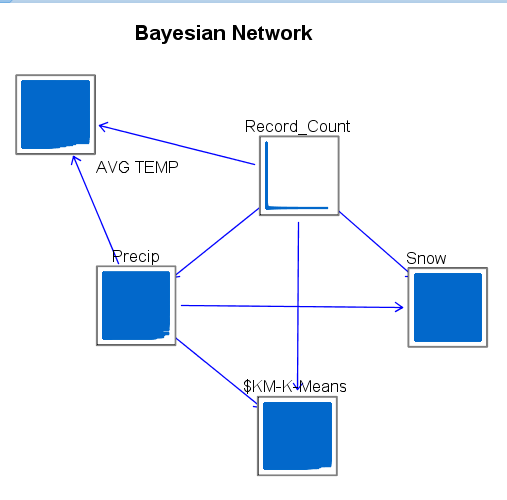 Bayesian Network
Record_Count
AVG TEMP
Precip
Snow
$KM-K-Means